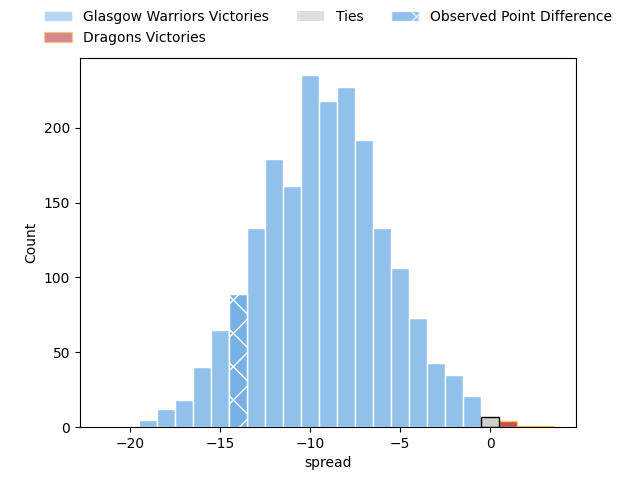 Glasgow Warriors Victories
Ties
Observed Point Difference
Dragons Victories
200
150
100
50
0
Count
−20
−15
−10
−5
0
spread